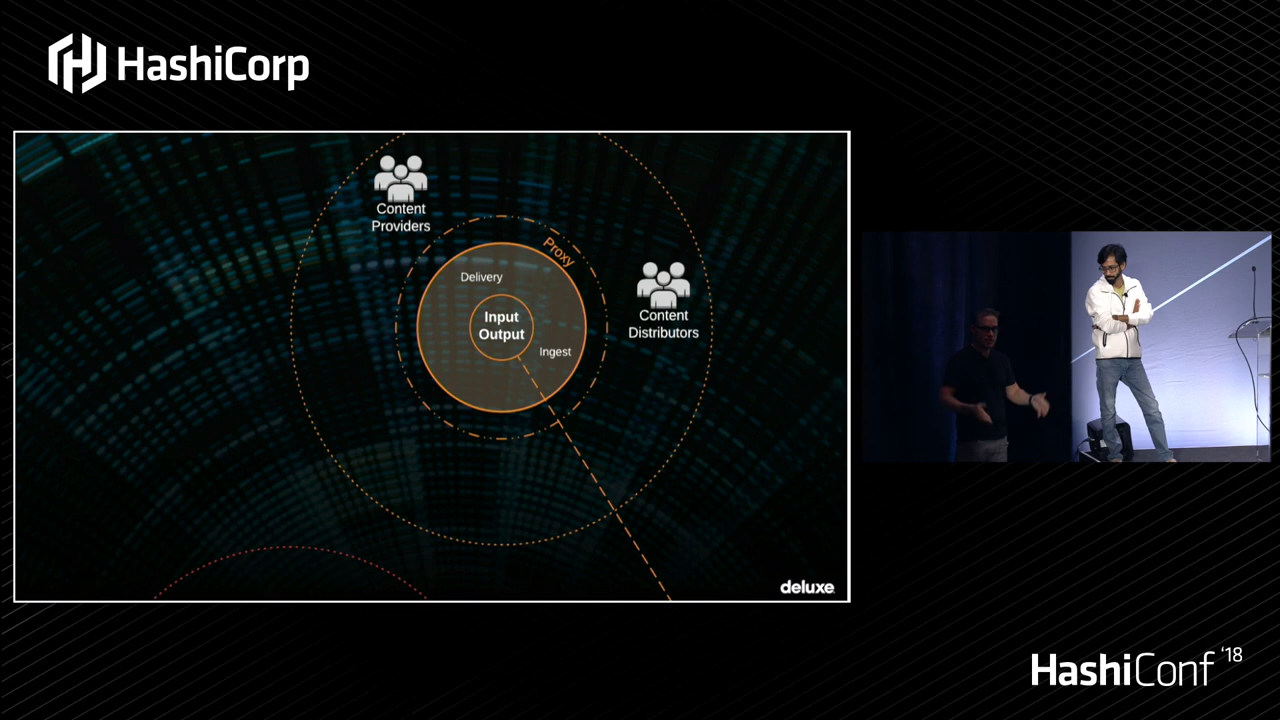 HashiCorp
Content
Providers
Proxy
Delivery
Content
Distributors
Input
Output
Ingest
deluxe
HashiConf '18